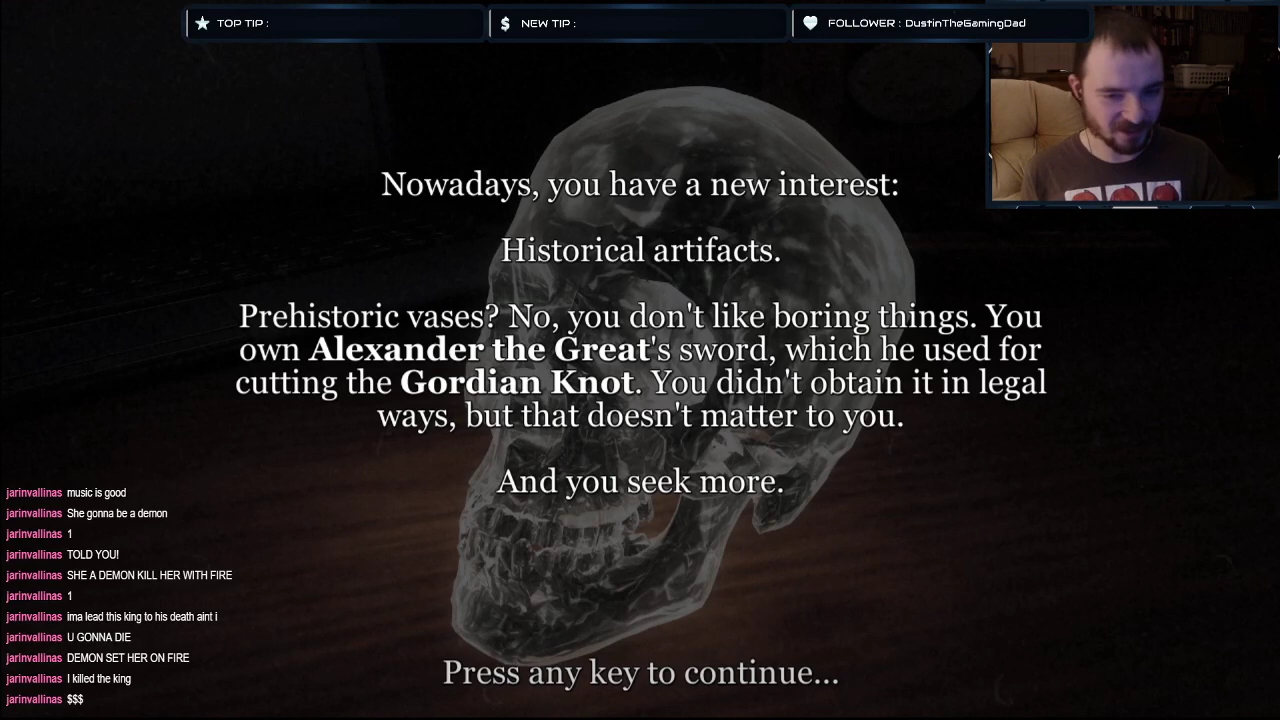 TOP TIP :
NEW TIP :
FOLLOWER : DustinTheGamingDad
Nowadays, you have a new interest:
Historical artifacts.
Prehistoric vases? No, you don't like boring things. You
own Alexander the Great's sword, which he used for
cutting the Gordian Knot. You didn't obtain it in legal
ways, but that doesn't matter to you.
And you seek more.
Press any key to continue...
jarinvallinas music is good
jarinvallinas She gonna be a demon
jarinvallinas 1
jarinvallinas TOLD YOU!
jarinvallinas SHE A DEMON KILL HER WITH FIRE
jarinvallinas 1
jarinvallinas ima lead this king to his death aint i
jarinvallinas U GONNA DIE
jarinvallinas DEMON SET HER ON FIRE
jarinvallinas I killed the king
jarinvallinas $$$